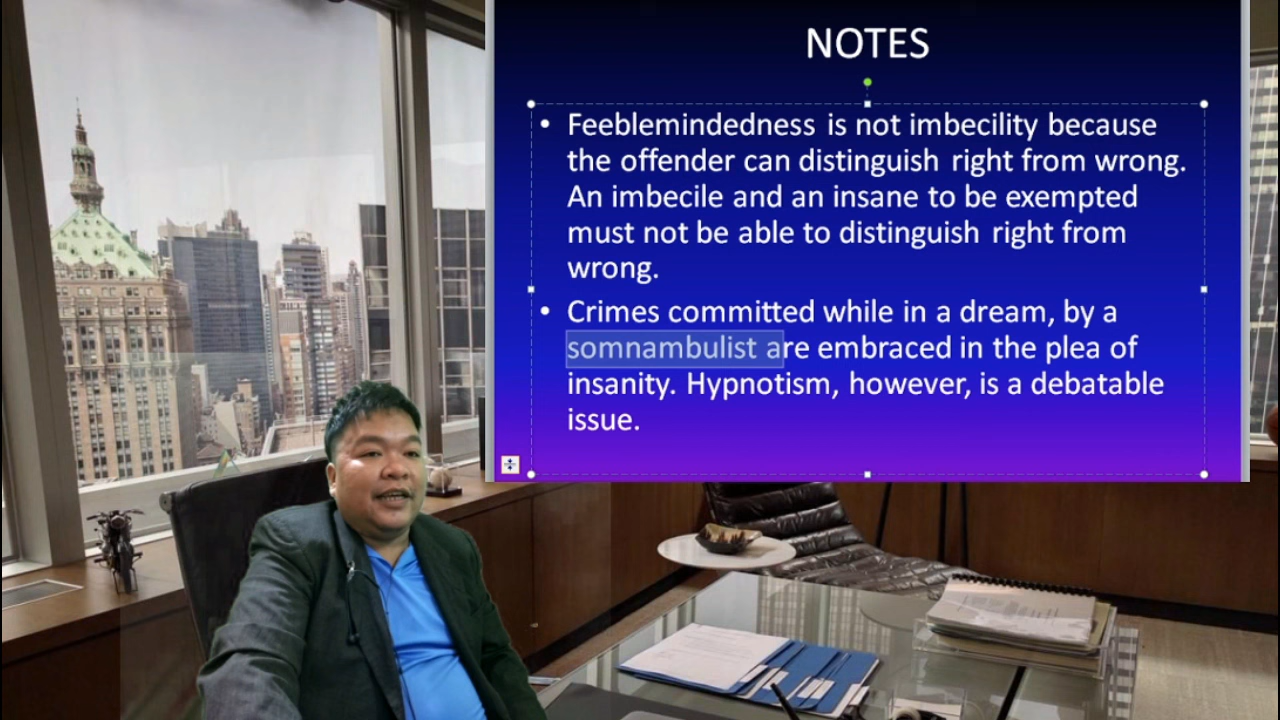 NOTES
• Feeblemindedness is not imbecility because
the offender can distinguish right from wrong.
An imbecile and an insane to be exempted
must not be able to distinguish right from
wrong.
• Crimes committed while in a dream, by a
somnambulist are embraced in the plea of
insanity. Hypnotism, however, is a debatable
issue.